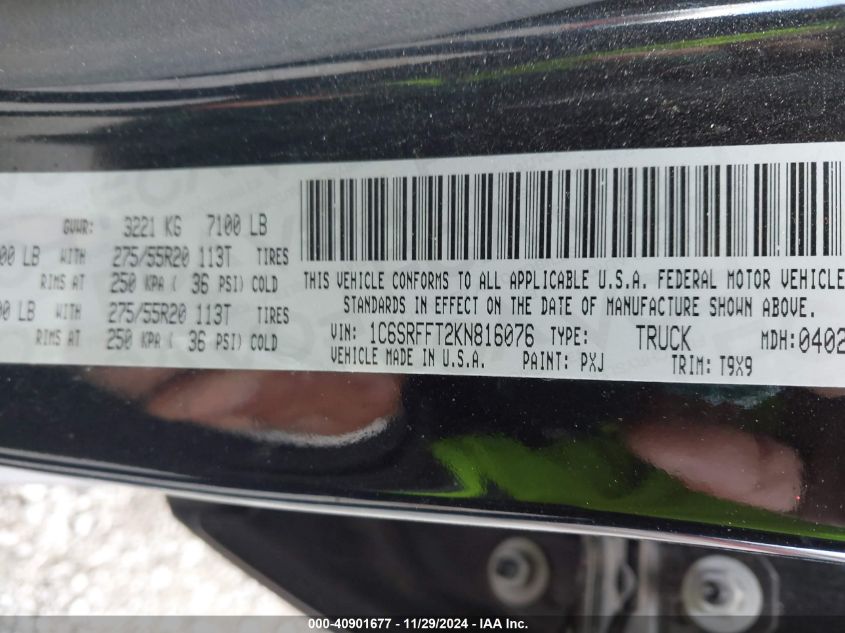 GVWR: 3221 KG 7100 LB
00 LB WITH 275/55R20 113T TIRES
RIMS AT 250 KPA ( 36 PSI) COLD
00 LB WITH 275/55R20 113T TIRES
RIMS AT 250 KPA ( 36 PSI) COLD
THIS VEHICLE CONFORMS TO ALL APPLICABLE U.S.A. FEDERAL MOTOR VEHICLE
STANDARDS IN EFFECT ON THE DATE OF MANUFACTURE SHOWN ABOVE.
VIN: 1C6SRFFT2KN816076 TYPE: TRUCK MDH: 0402
VEHICLE MADE IN U.S.A. PAINT: PXJ TRIM: T9X9
000-40901677 - 11/29/2024 - IAA Inc.